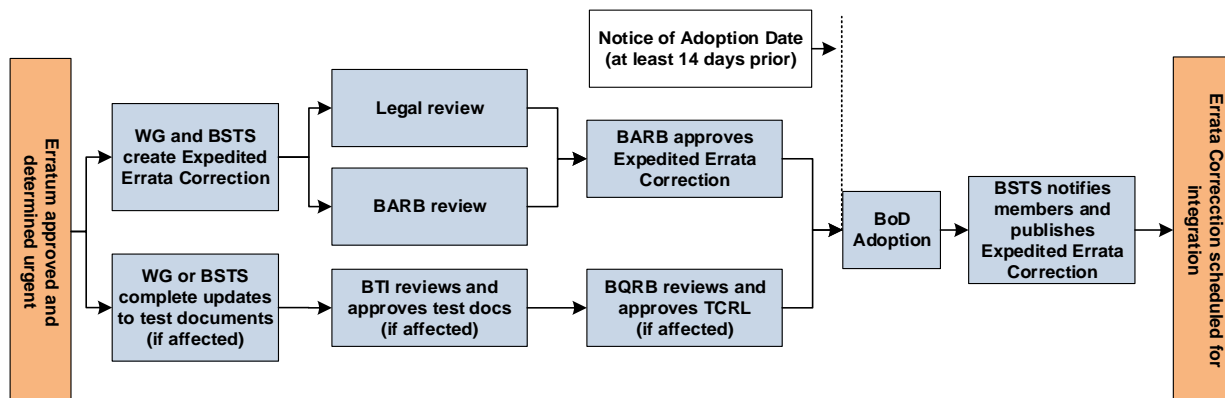 Erratum approved and
determined urgent
WG and BSTS
create Expedited
Errata Correction
Legal review
BARB review
BARB approves
Expedited Errata
Correction
Notice of Adoption Date
(at least 14 days prior)
WG or BSTS
complete updates
to test documents
(if affected)
BTI reviews and
approves test docs
(if affected)
BQRB reviews and
approves TCRL
(if affected)
BoD
Adoption
BSTS notifies
members and
publishes
Expedited Errata
Correction
Errata Correcction scheduled for
integration